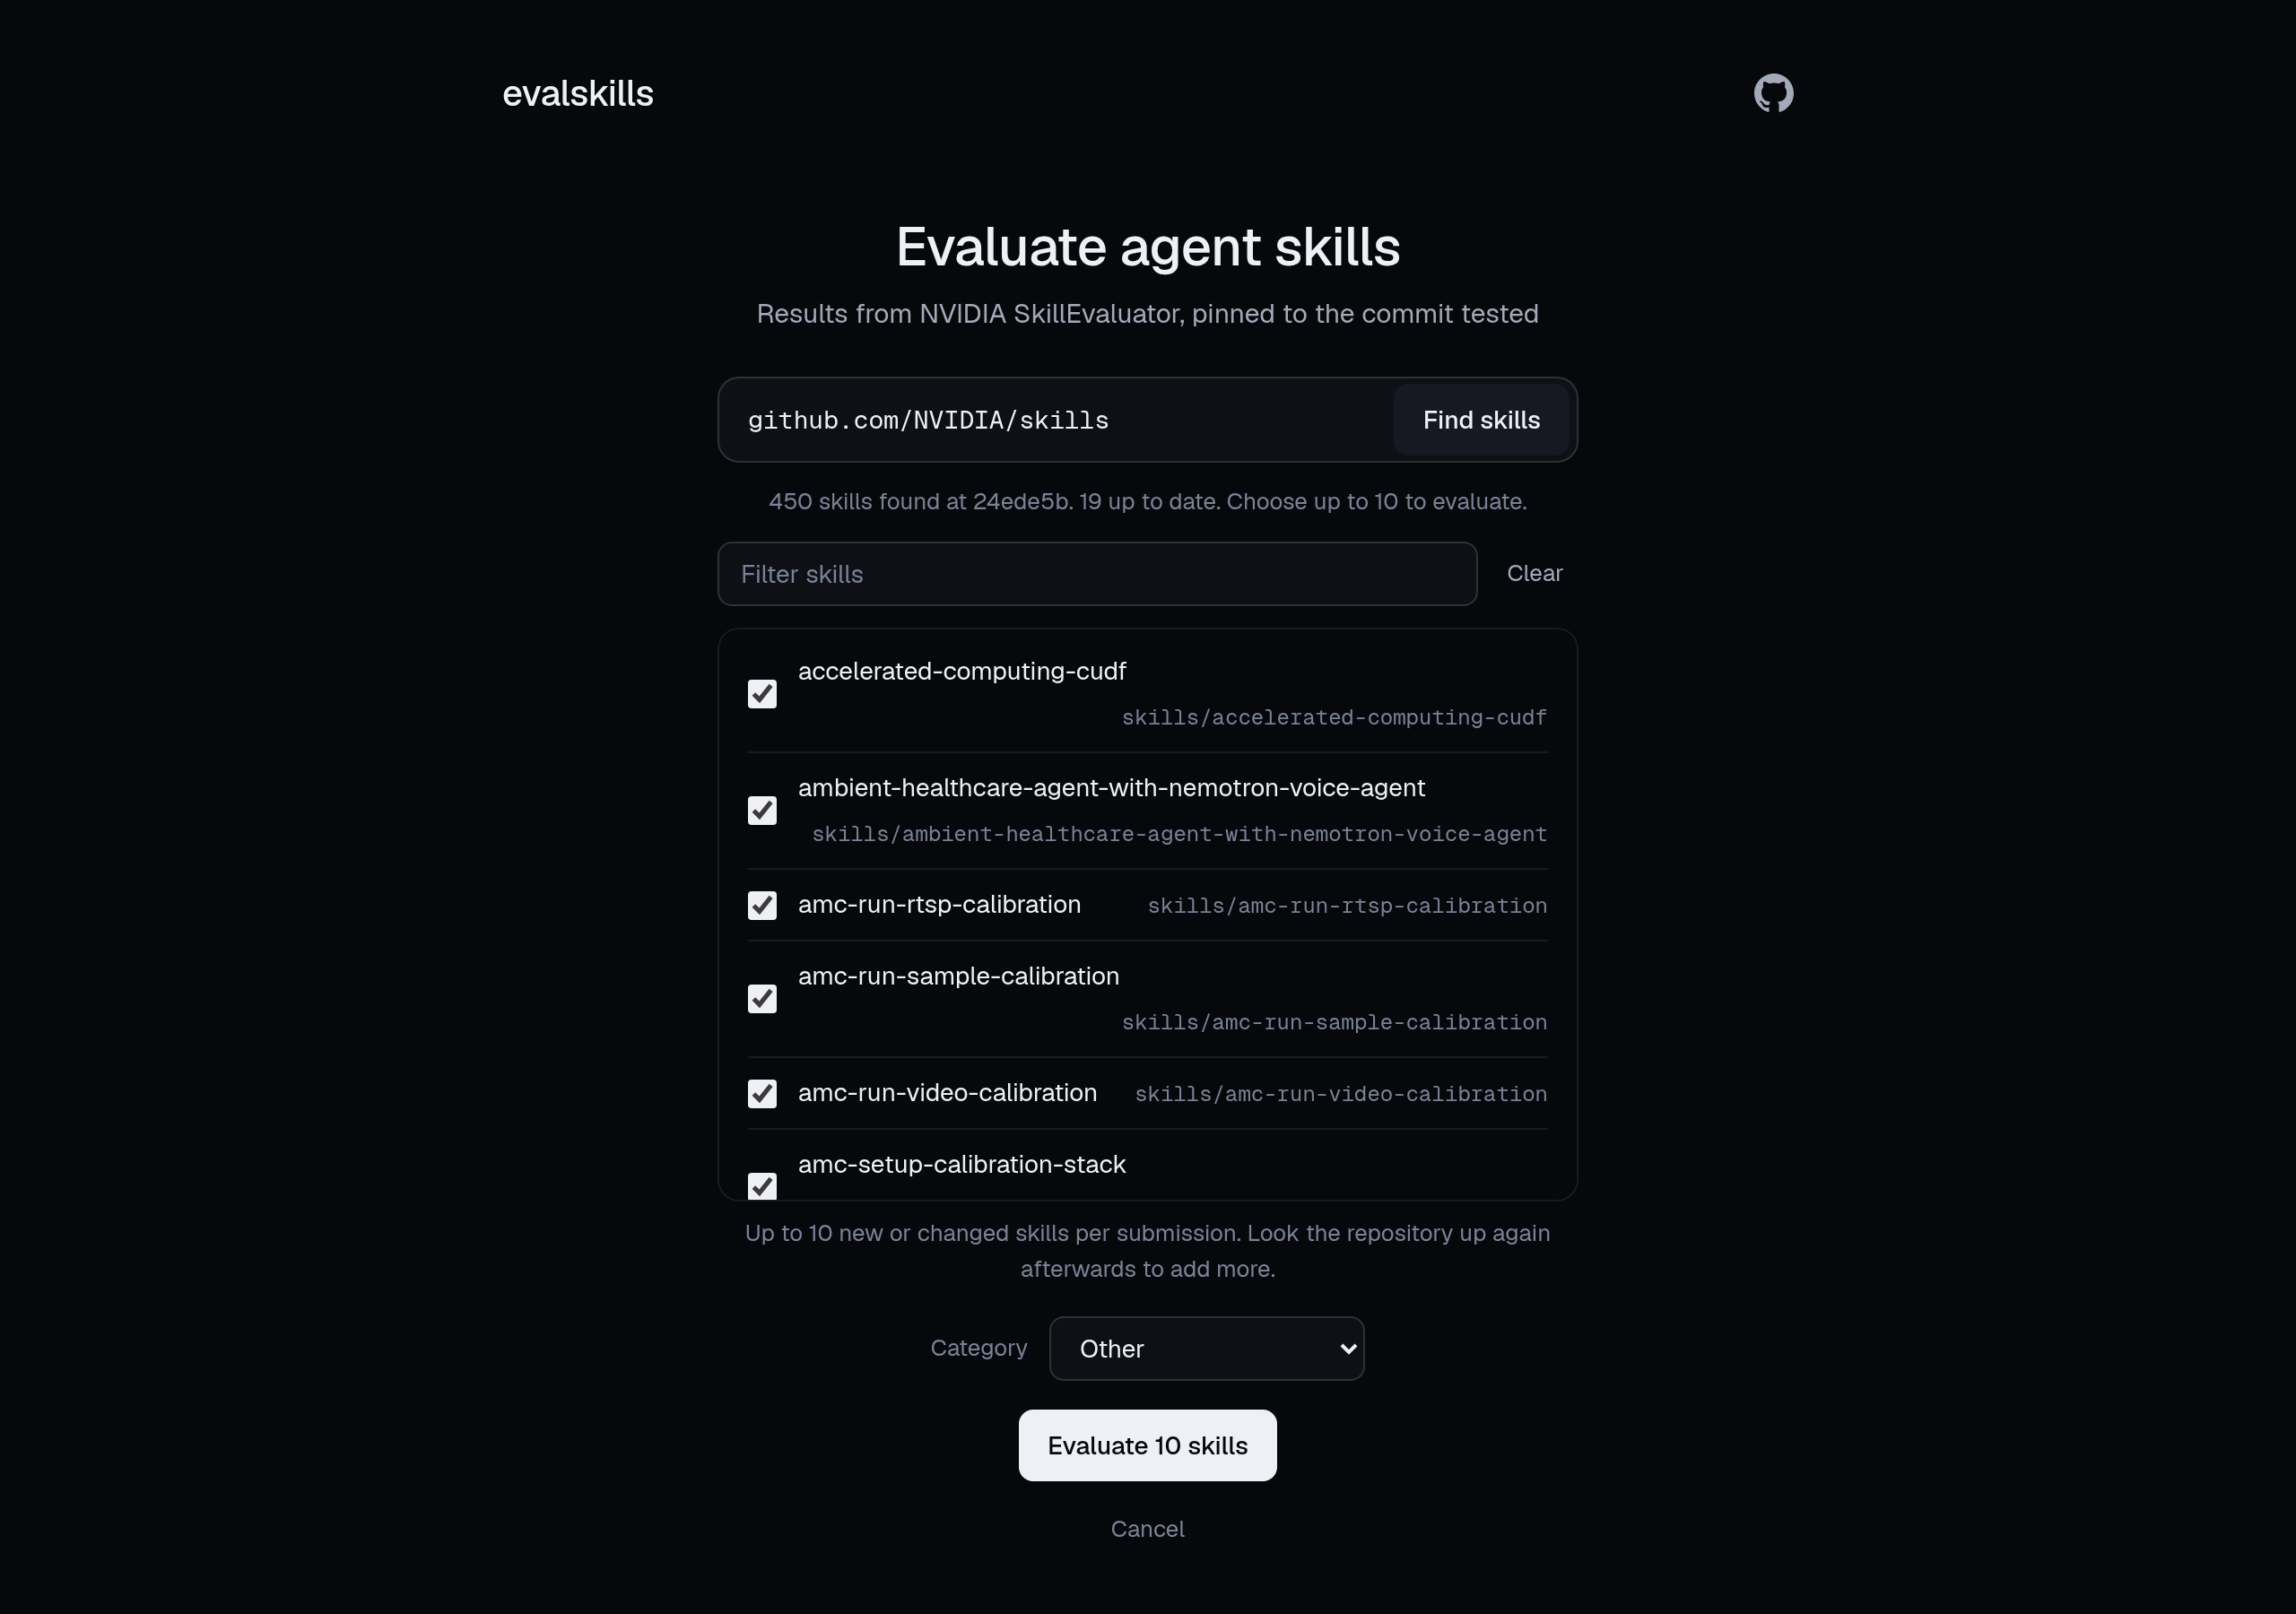 evalskills
Evaluate agent skills
Results from NVIDIA SkillEvaluator, pinned to the commit tested
github.com/NVIDIA/skills
Find skills
450 skills found at 24ede5b. 19 up to date. Choose up to 10 to evaluate.
Filter skills
Clear
accelerated-computing-cudf
skills/accelerated-computing-cudf
ambient-healthcare-agent-with-nemotron-voice-agent
skills/ambient-healthcare-agent-with-nemotron-voice-agent
amc-run-rtsp-calibration
skills/amc-run-rtsp-calibration
amc-run-sample-calibration
skills/amc-run-sample-calibration
amc-run-video-calibration
skills/amc-run-video-calibration
amc-setup-calibration-stack
Up to 10 new or changed skills per submission. Look the repository up again
afterwards to add more.
Category
Other
Evaluate 10 skills
Cancel